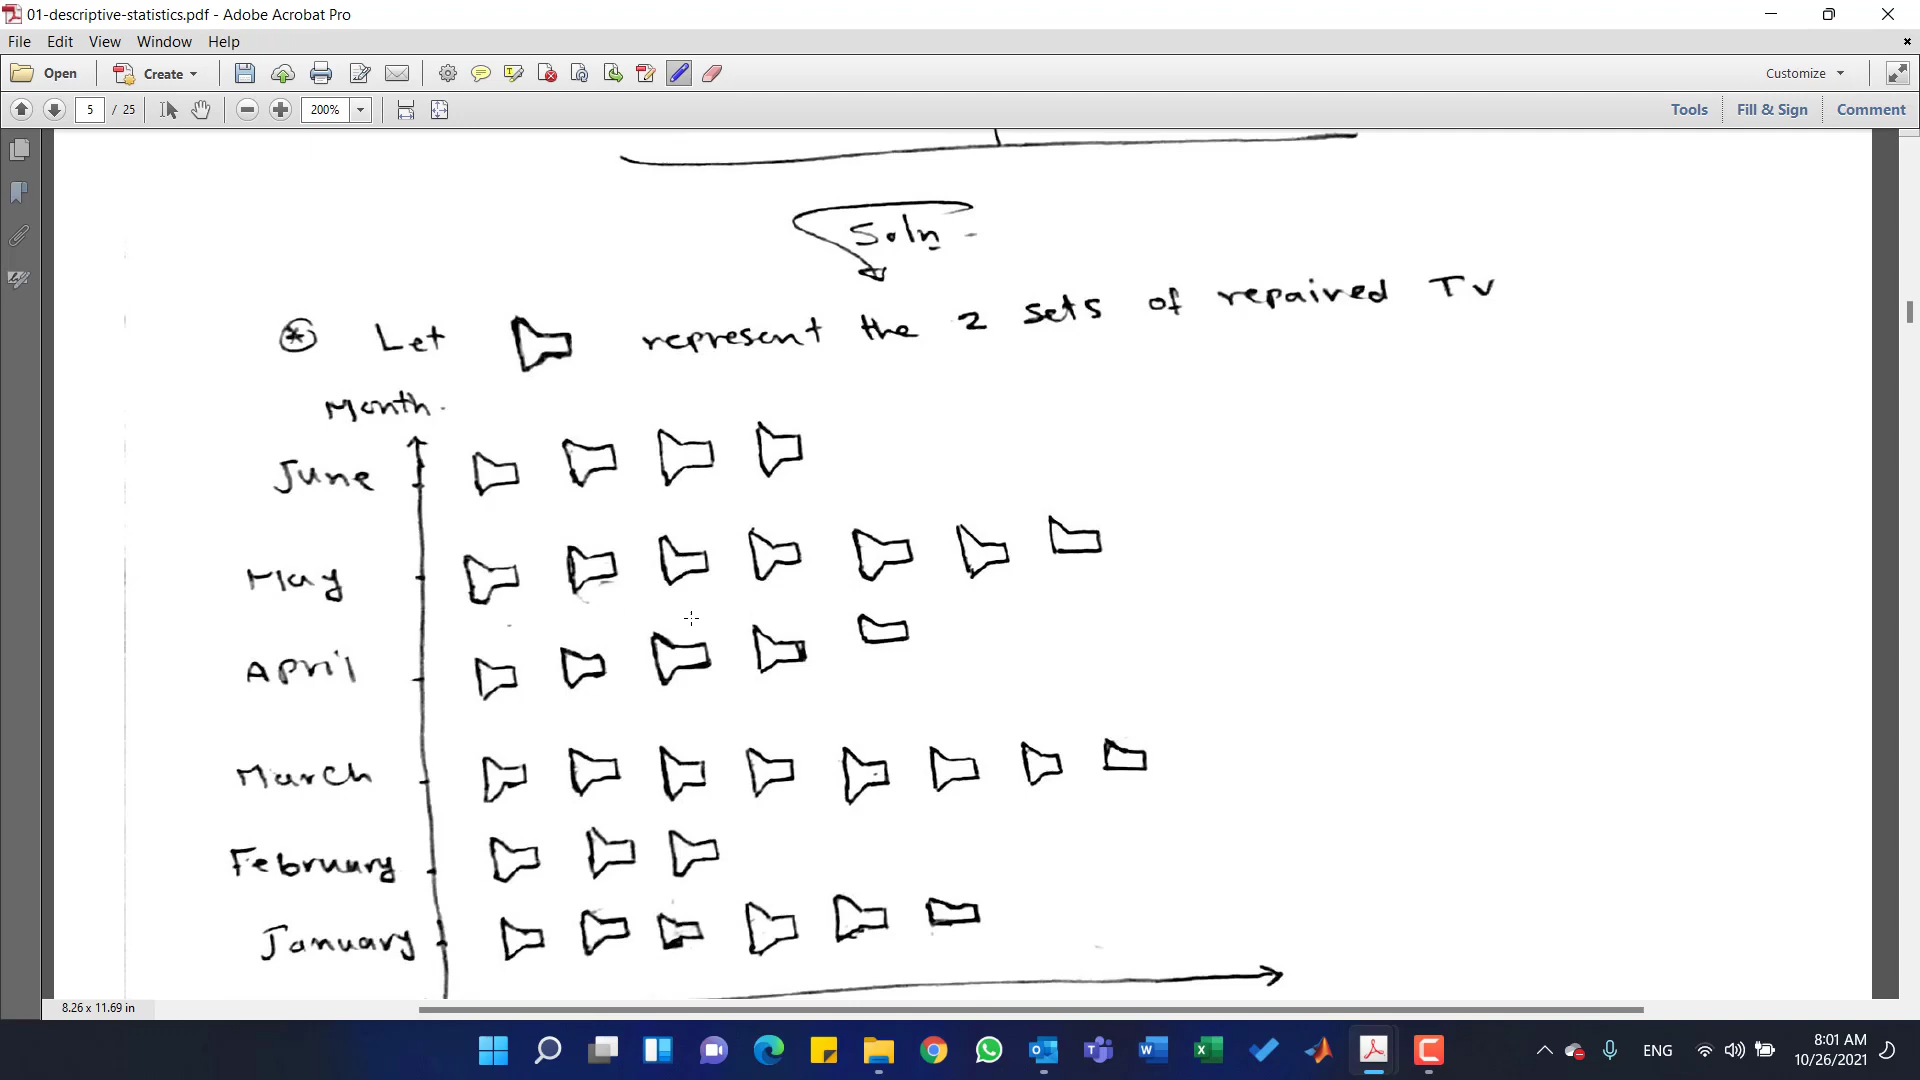 01-descriptive-statistics.pdf - Adobe Acrobat Pro
File Edit View Window Help
Open Create Customize
5 / 25 200% Tools Fill & Sign Comment
Soln
* Let represent the 2 sets of repaired TV
Month.
June
May
April
March
February
January
8.26 x 11.69 in
ENG
8:01 AM
10/26/2021